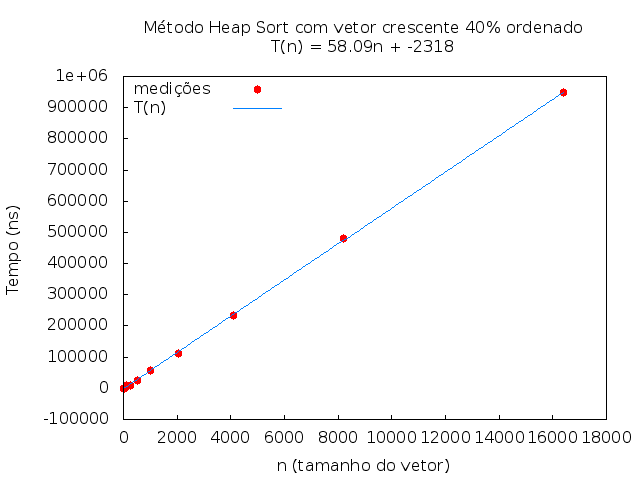 Método Heap Sort com vetor crescente 40% ordenado
T(n) = 58.09n + -2318
1e+06
900000
800000
700000
600000
500000
400000
300000
200000
100000
0
-100000
medições
T(n)
Tempo (ns)
0 2000 4000 6000 8000 10000 12000 14000 16000 18000
n (tamanho do vetor)